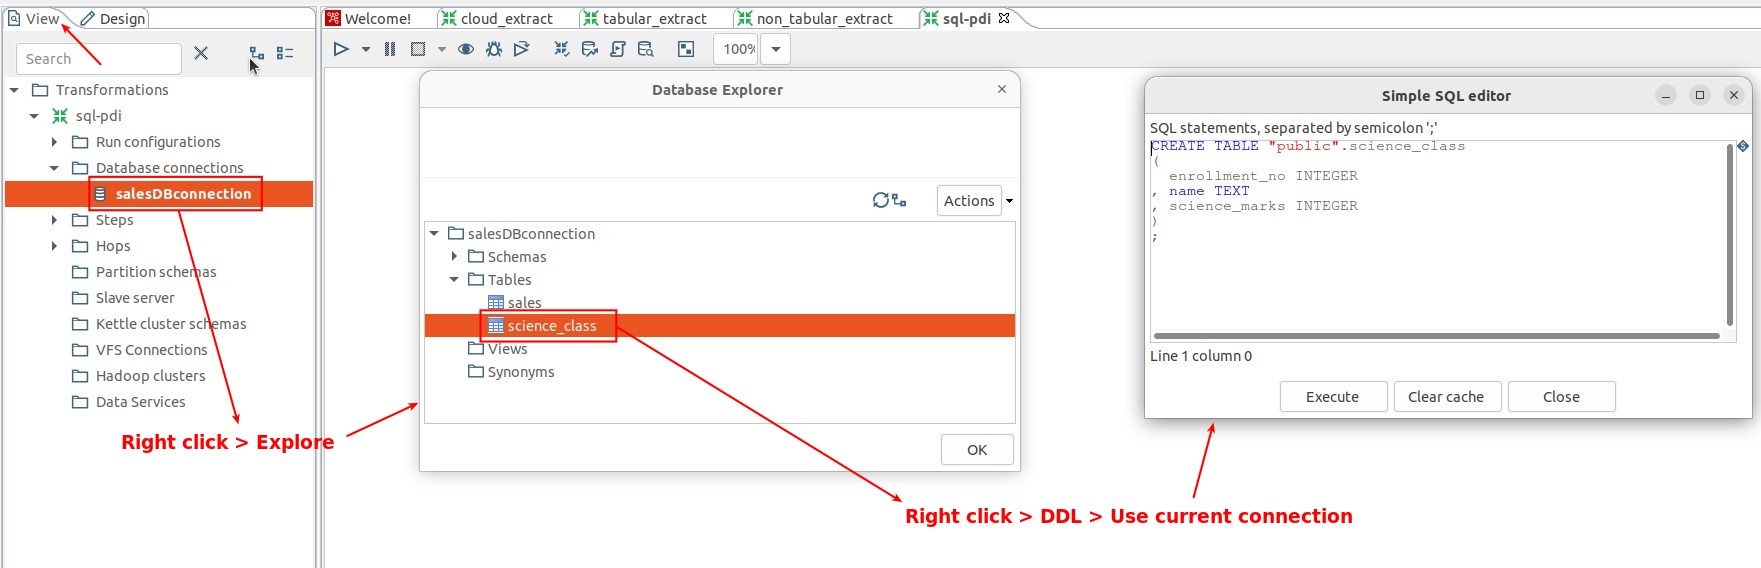 View
Design
Welcome!
cloud_extract
tabular_extract
non_tabular_extract
sql-pdi
Search
100%
Transformations
sql-pdi
Run configurations
Database connections
salesDBconnection
Steps
Hops
Partition schemas
Slave server
Kettle cluster schemas
VFS Connections
Hadoop clusters
Data Services
Right click > Explore
Database Explorer
Actions
salesDBconnection
Schemas
Tables
sales
science_class
Views
Synonyms
OK
Right click > DDL > Use current connection
Simple SQL editor
SQL statements, separated by semicolon ';'
CREATE TABLE "public".science_class
(
  enrollment_no INTEGER
, name TEXT
, science_marks INTEGER
)
;
Line 1 column 0
Execute
Clear cache
Close